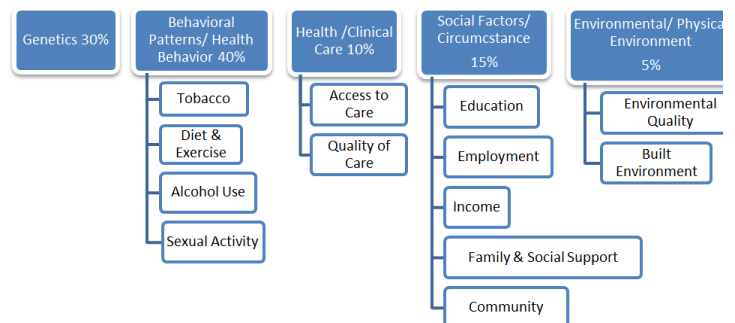 Genetics 30%
Behavioral
Patterns/ Health
Behavior 40%
Tobacco
Diet &
Exercise
Alcohol Use
Sexual Activity
Health /Clinical
Care 10%
Access to
Care
Quality of
Care
Social Factors/
Circumcstance
15%
Education
Employment
Income
Family & Social Support
Community
Environmental/ Physica
Environment
5%
Environmental
Quality
Built
Environment